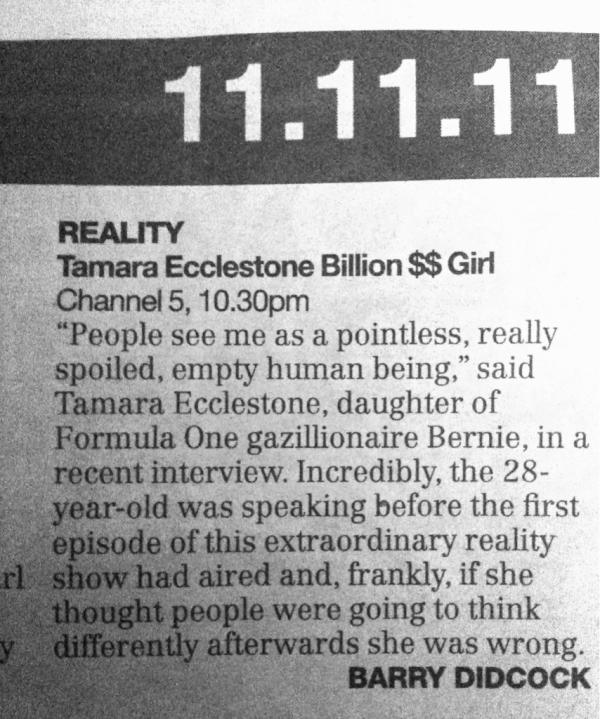 11.11.11
REALITY
Tamara Ecclestone Billion $$ Girl
Channel 5, 10.30pm
“People see me as a pointless, really
spoiled, empty human being,” said
Tamara Ecclestone, daughter of
Formula One gazillionaire Bernie, in a
recent interview. Incredibly, the 28-
year-old was speaking before the first
episode of this extraordinary reality
rl show had aired and, frankly, if she
thought people were going to think
y differently afterwards she was wrong.
BARRY DIDCOCK